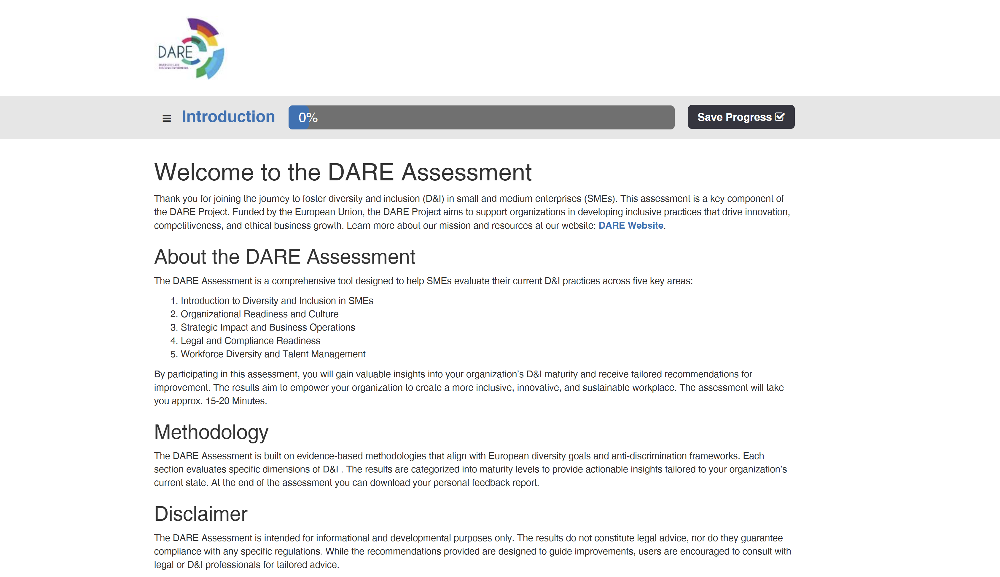 DARE
DIVERSITIES ARE
REN VING ENTERPRISES
≡ Introduction
0%
Save Progress
Welcome to the DARE Assessment
Thank you for joining the journey to foster diversity and inclusion (D&I) in small and medium enterprises (SMEs). This assessment is a key component of
the DARE Project. Funded by the European Union, the DARE Project aims to support organizations in developing inclusive practices that drive innovation,
competitiveness, and ethical business growth. Learn more about our mission and resources at our website: DARE Website.
About the DARE Assessment
The DARE Assessment is a comprehensive tool designed to help SMEs evaluate their current D&I practices across five key areas:
1. Introduction to Diversity and Inclusion in SMEs
2. Organizational Readiness and Culture
3. Strategic Impact and Business Operations
4. Legal and Compliance Readiness
5. Workforce Diversity and Talent Management
By participating in this assessment, you will gain valuable insights into your organization’s D&I maturity and receive tailored recommendations for
improvement. The results aim to empower your organization to create a more inclusive, innovative, and sustainable workplace. The assessment will take
you approx. 15-20 Minutes.
Methodology
The DARE Assessment is built on evidence-based methodologies that align with European diversity goals and anti-discrimination frameworks. Each
section evaluates specific dimensions of D&I . The results are categorized into maturity levels to provide actionable insights tailored to your organization’s
current state. At the end of the assessment you can download your personal feedback report.
Disclaimer
The DARE Assessment is intended for informational and developmental purposes only. The results do not constitute legal advice, nor do they guarantee
compliance with any specific regulations. While the recommendations provided are designed to guide improvements, users are encouraged to consult with
legal or D&I professionals for tailored advice.